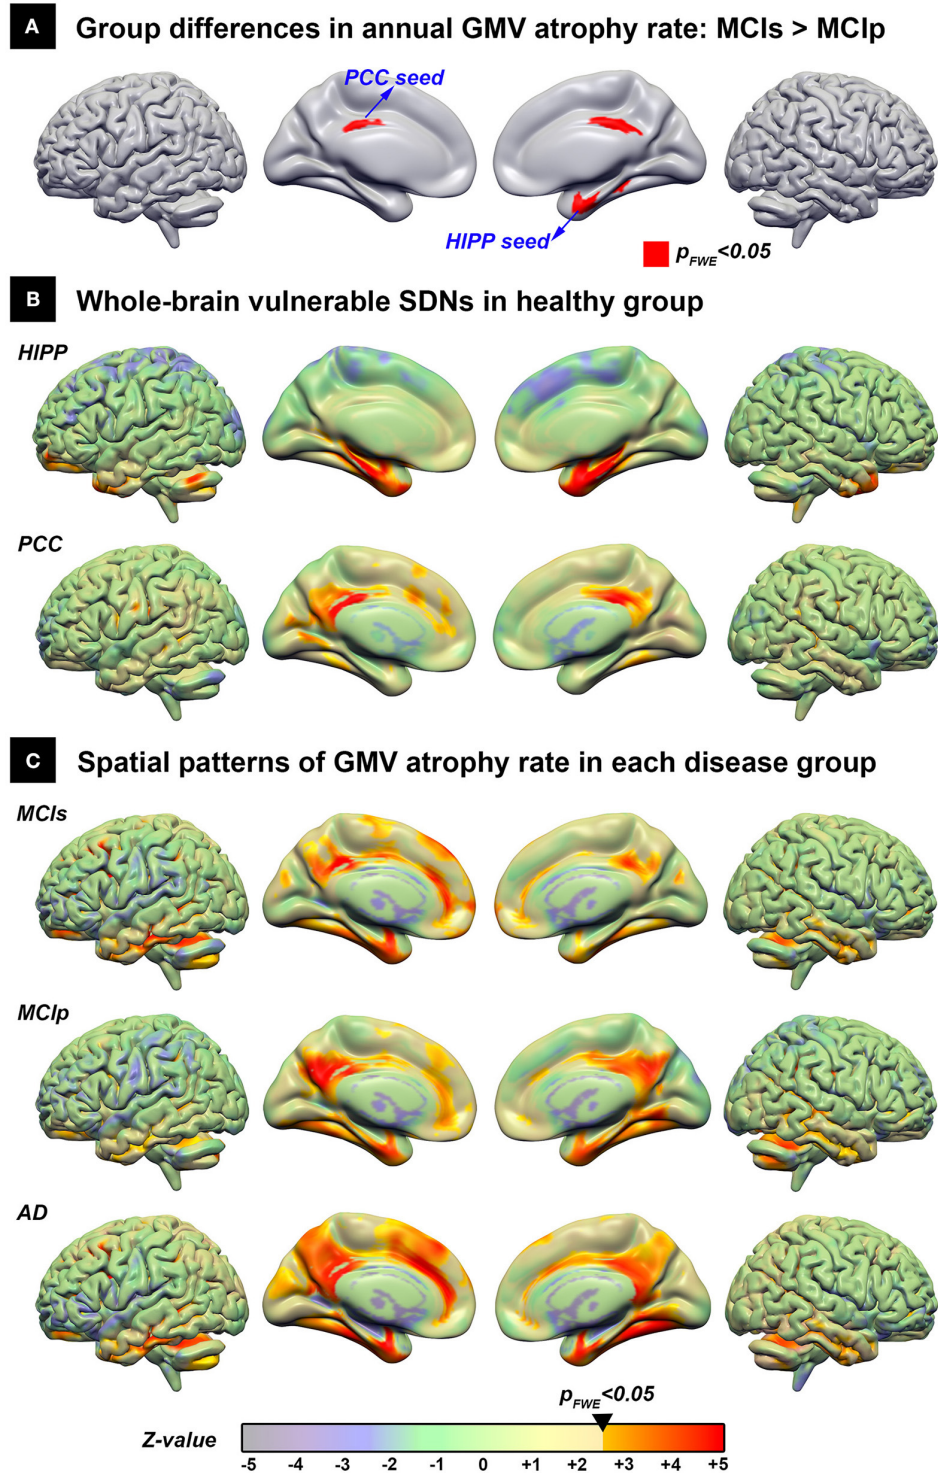 A Group differences in annual GMV atrophy rate: MCIs > MCIp
PCC seed
HIPP seed
pFWE<0.05
B Whole-brain vulnerable SDNs in healthy group
HIPP
PCC
C Spatial patterns of GMV atrophy rate in each disease group
MCIs
MCIp
AD
pFWE<0.05
Z-value
-5 -4 -3 -2 -1 0 +1 +2 +3 +4 +5